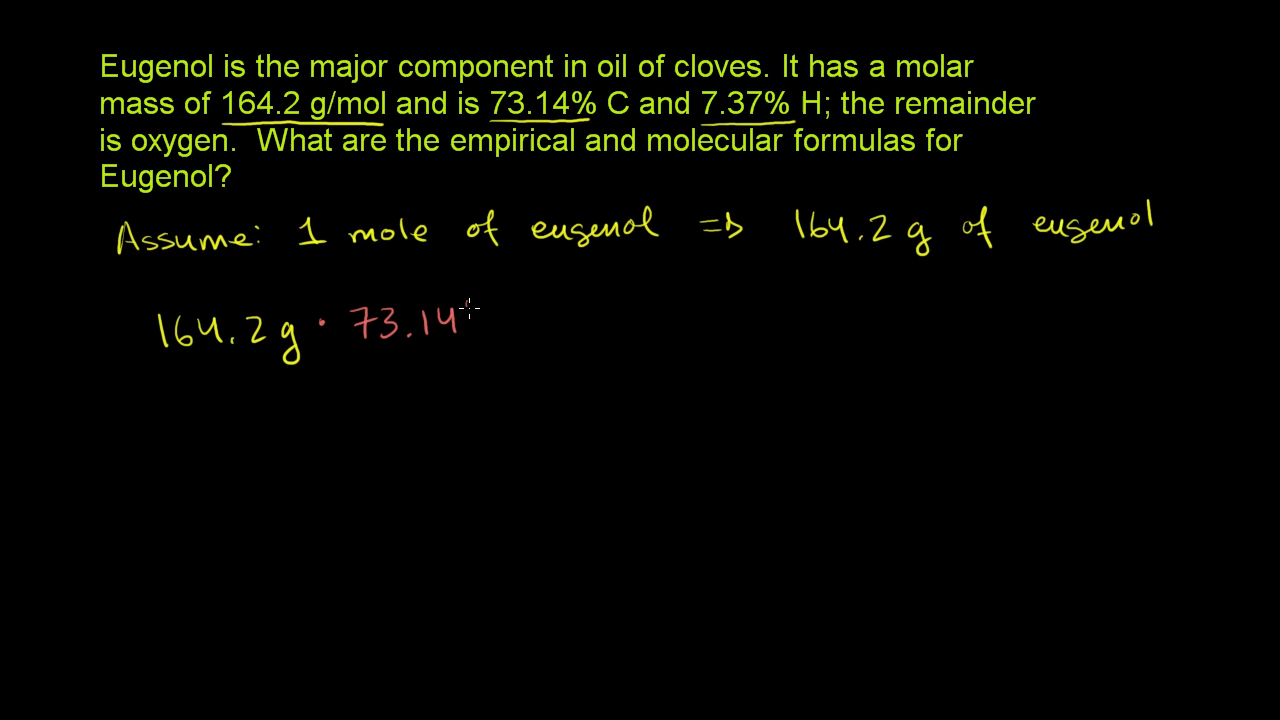 Eugenol is the major component in oil of cloves. It has a molar
mass of 164.2 g/mol and is 73.14% C and 7.37% H; the remainder
is oxygen. What are the empirical and molecular formulas for
Eugenol?
Assume: 1 mole of eugenol => 164.2 g of eugenol
164.2 g · 73.14